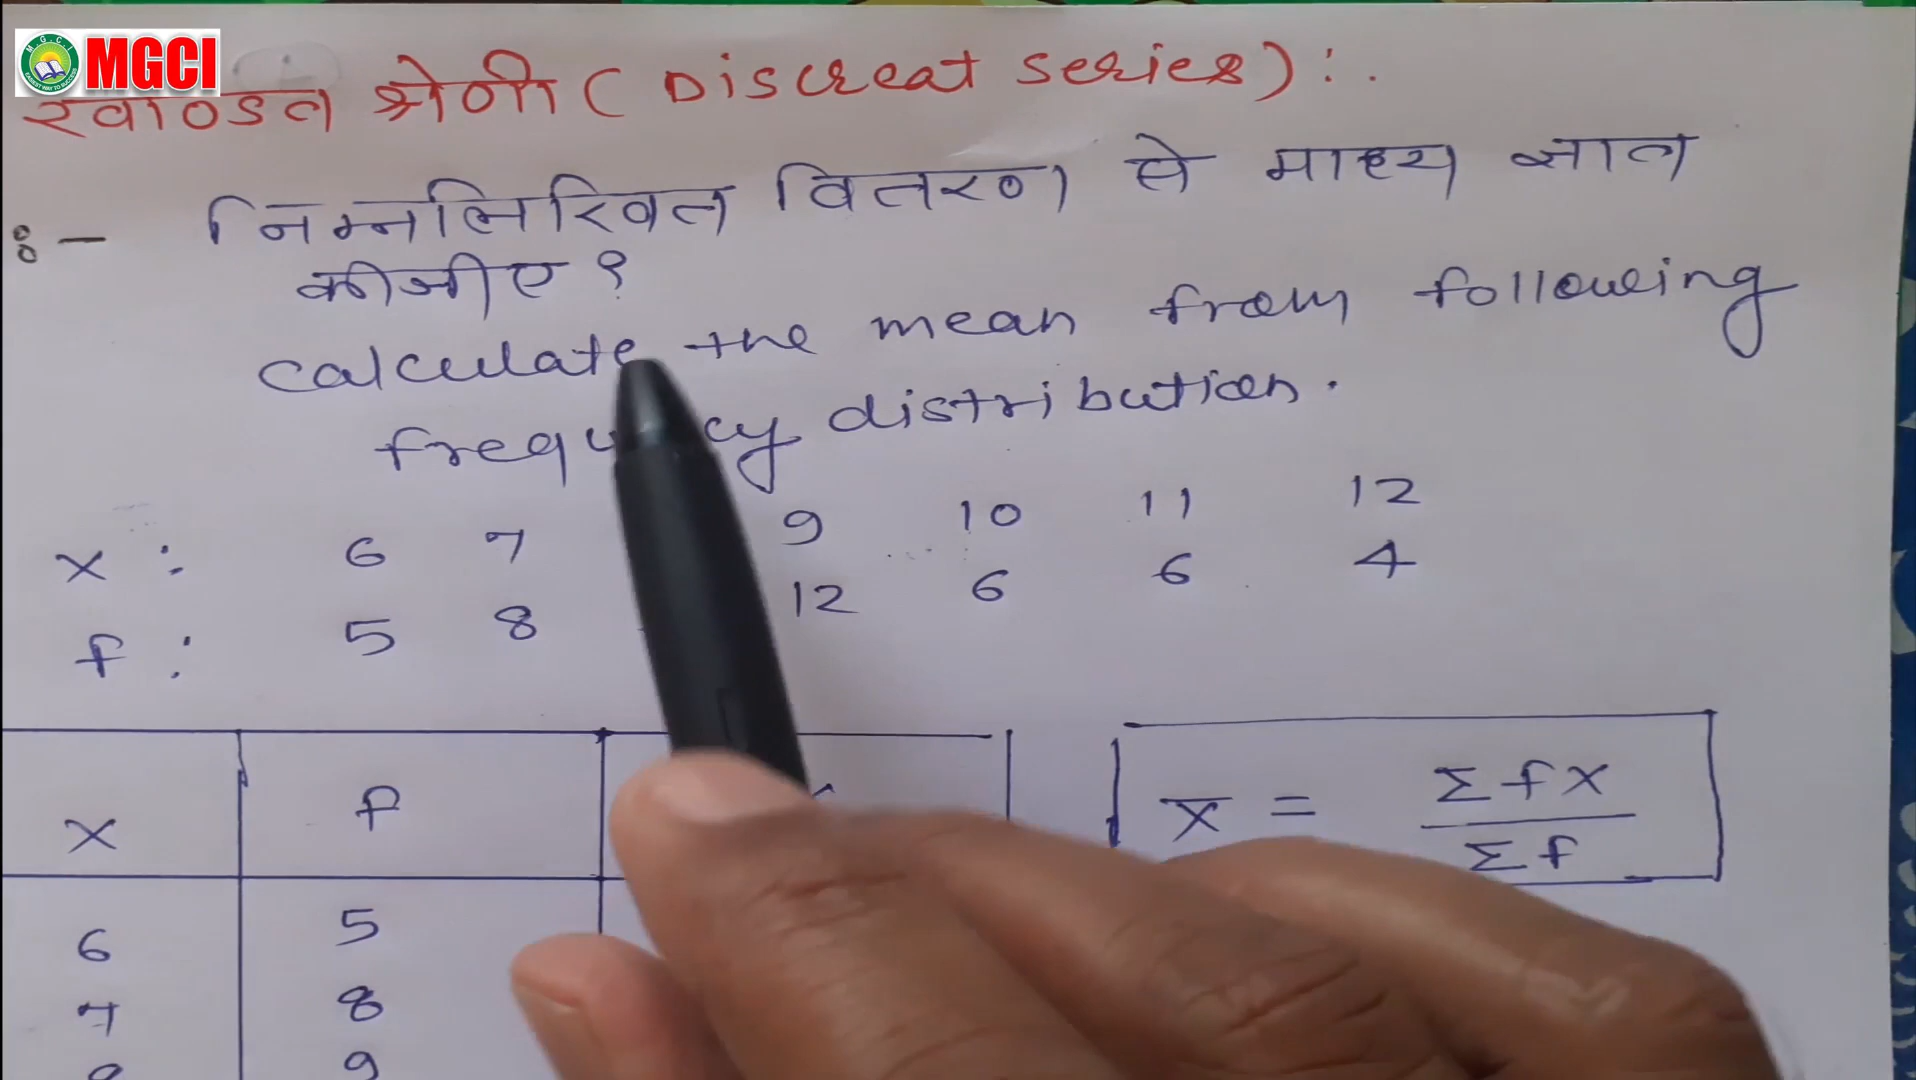 MGCI
खण्डित श्रेणी (Discreat series) :.
:- निम्नलिखित वितरण से माध्य ज्ञात
कीजीए ?
calculate the mean from following
frequency distribution.
x : 6 7 9 10 11 12
f : 5 8 12 6 6 4
x f
x̄ = Σfx / Σf
6 5
7 8
9